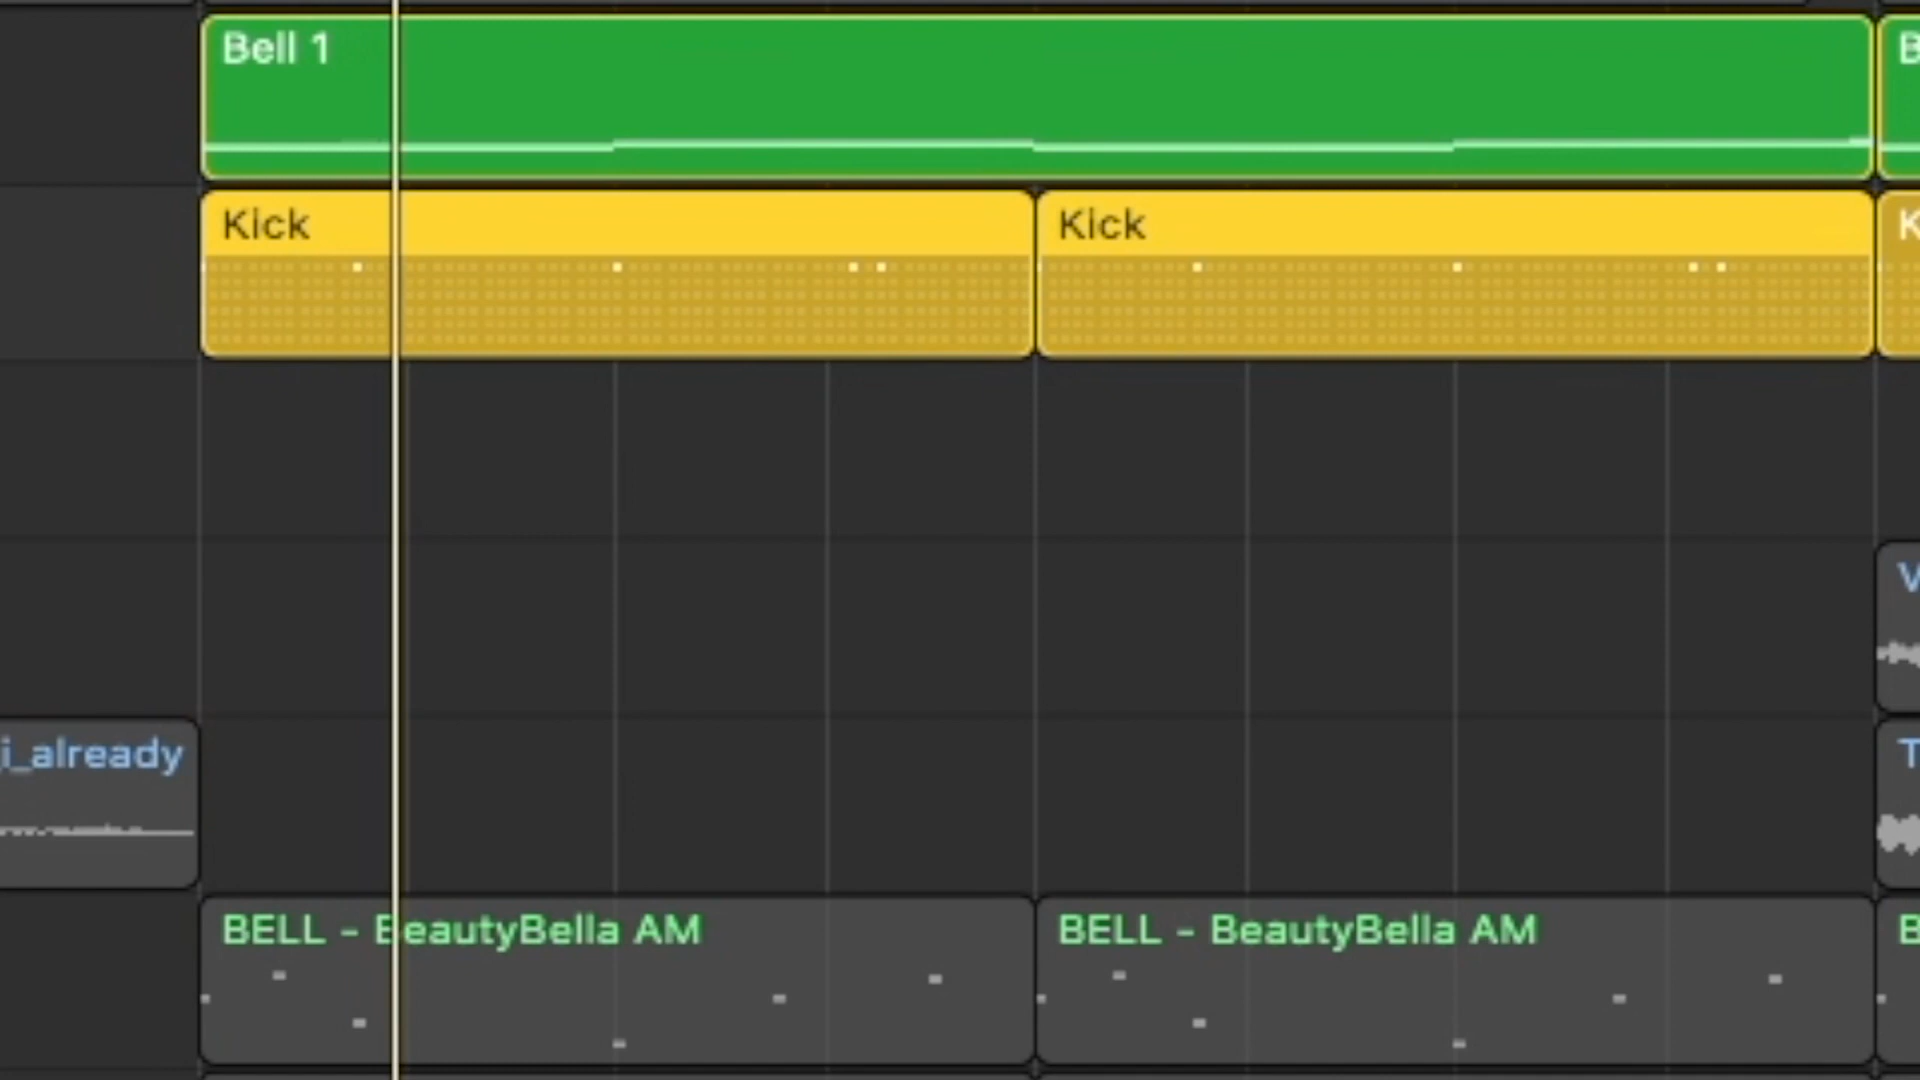 Bell 1
B
Kick
Kick
K
V
i_already
T
BELL - BeautyBella AM
BELL - BeautyBella AM
B